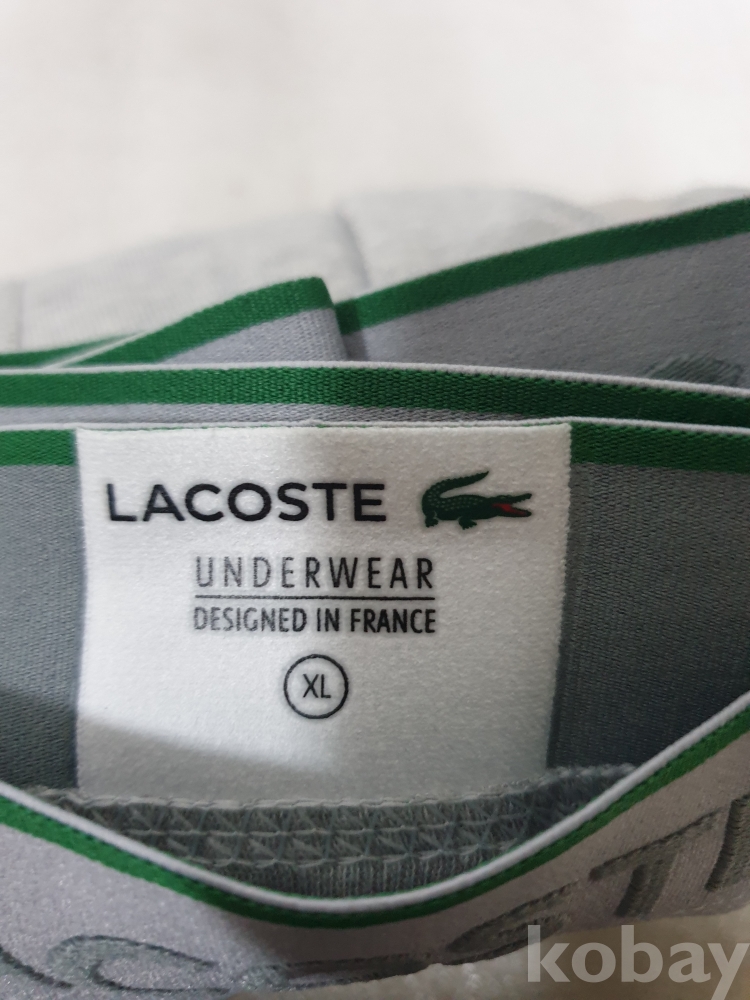 LACOSTE
UNDERWEAR
DESIGNED IN FRANCE
XL
kobay